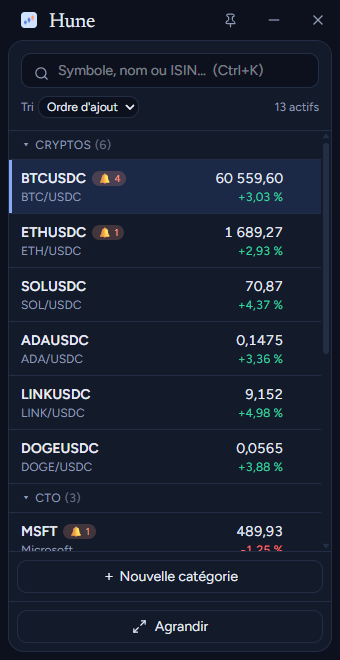 Hune
Symbole, nom ou ISIN... (Ctrl+K)
Tri Ordre d'ajout 13 actifs
CRYPTOS (6)
BTCUSDC 4 60 559,60
BTC/USDC +3,03 %
ETHUSDC 1 1 689,27
ETH/USDC +2,93 %
SOLUSDC 70,87
SOL/USDC +4,37 %
ADAUSDC 0,1475
ADA/USDC +3,36 %
LINKUSDC 9,152
LINK/USDC +4,98 %
DOGEUSDC 0,0565
DOGE/USDC +3,88 %
CTO (3)
MSFT 1 489,93
Microsoft -1,25 %
+ Nouvelle catégorie
Agrandir